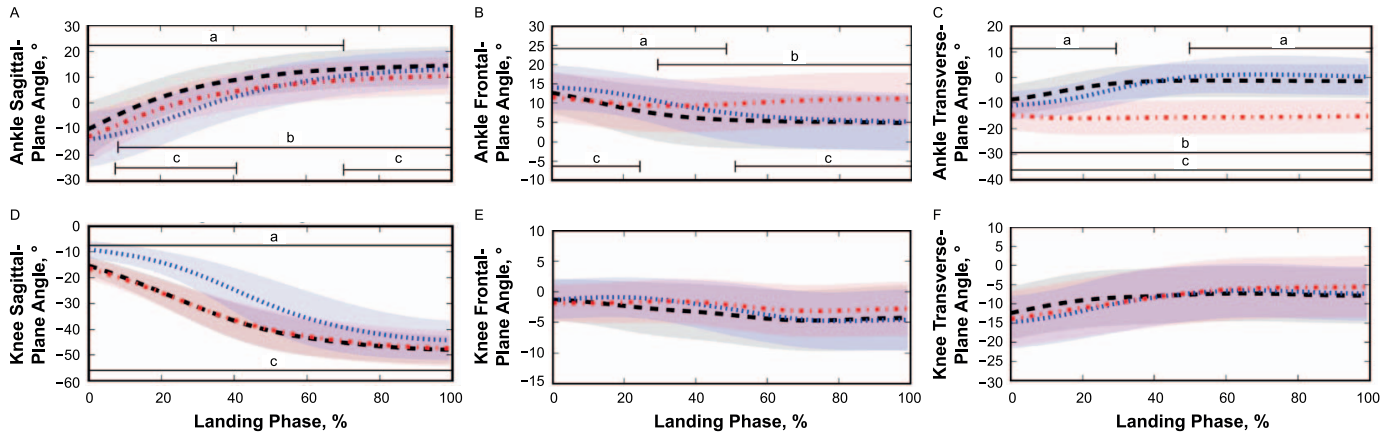 A
Ankle Sagittal-
Plane Angle, °
30
20
10
0
−10
−20
−30
a
b
c
c
B
Ankle Frontal-
Plane Angle, °
30
25
20
15
10
5
0
−5
−10
a
b
c
c
C
Ankle Transverse-
Plane Angle, °
20
10
0
−10
−20
−30
−40
a
a
b
c
D
Knee Sagittal-
Plane Angle, °
0
−10
−20
−30
−40
−50
−60
a
c
0 20 40 60 80 100
Landing Phase, %
E
Knee Frontal-
Plane Angle, °
10
5
0
−5
−10
−15
0 20 40 60 80 100
Landing Phase, %
F
Knee Transverse-
Plane Angle, °
10
5
0
−5
−10
−15
−20
−25
−30
0 20 40 60 80 100
Landing Phase, %